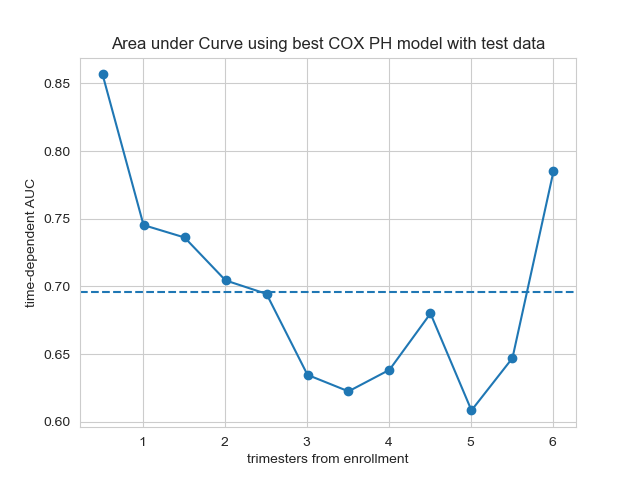 Area under Curve using best COX PH model with test data
time-dependent AUC
0.85
0.80
0.75
0.70
0.65
0.60
1 2 3 4 5 6
trimesters from enrollment